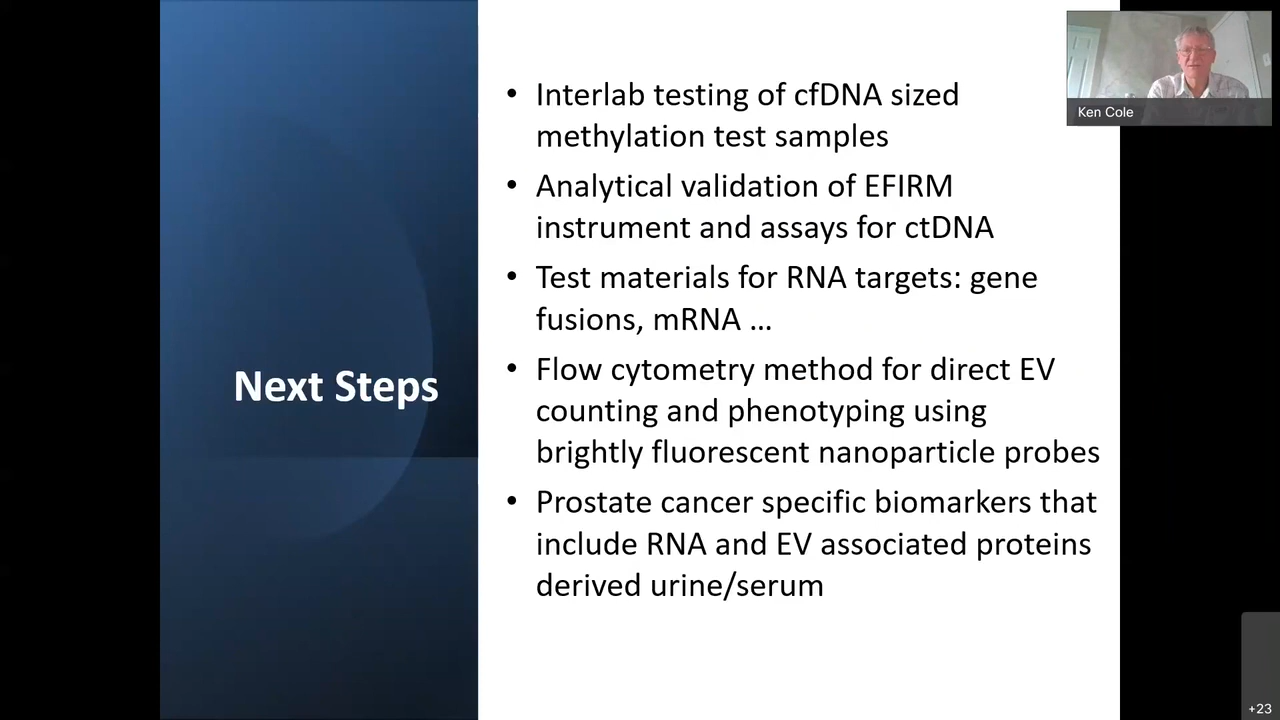 Next Steps
• Interlab testing of cfDNA sized
methylation test samples
• Analytical validation of EFIRM
instrument and assays for ctDNA
• Test materials for RNA targets: gene
fusions, mRNA …
• Flow cytometry method for direct EV
counting and phenotyping using
brightly fluorescent nanoparticle probes
• Prostate cancer specific biomarkers that
include RNA and EV associated proteins
derived urine/serum
Ken Cole
+23